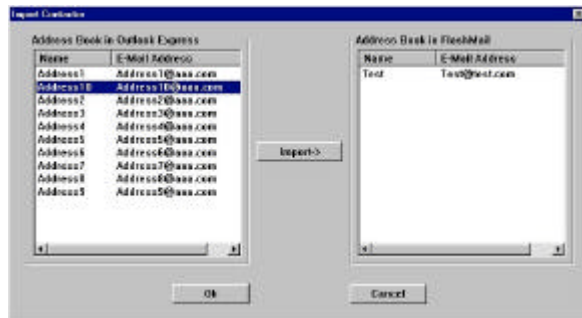 Import Contactor
Address Book in Outlook Express
Name E-Mail Address
Address1 Address1@aaa.com
Address10 Address10@aaa.com
Address2 Address2@aaa.com
Address3 Address3@aaa.com
Address4 Address4@aaa.com
Address5 Address5@aaa.com
Address6 Address6@aaa.com
Address7 Address7@aaa.com
Address8 Address8@aaa.com
Address9 Address9@aaa.com
Import->
Address Book in FlashMail
Name E-Mail Address
Test Test@test.com
Ok Cancel